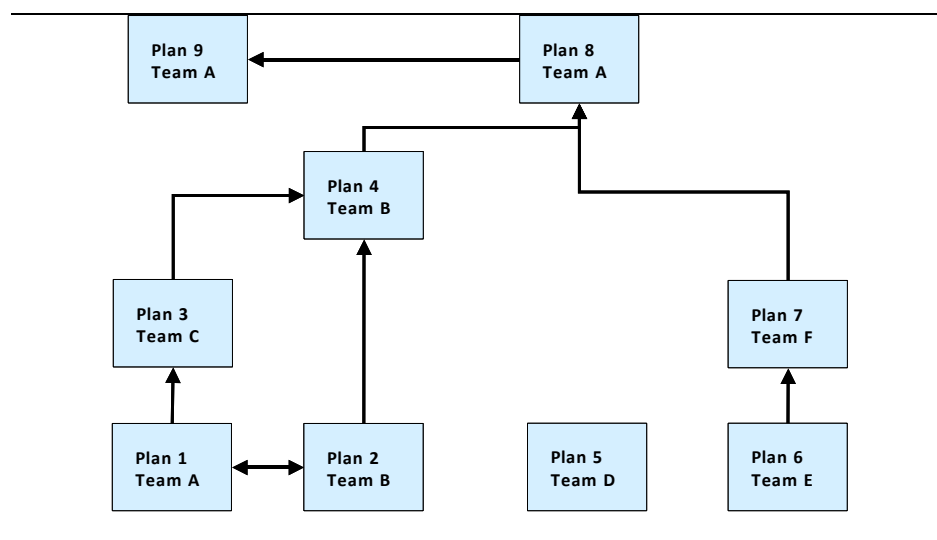 Plan 9
Team A
Plan 8
Team A
Plan 4
Team B
Plan 3
Team C
Plan 7
Team F
Plan 1
Team A
Plan 2
Team B
Plan 5
Team D
Plan 6
Team E